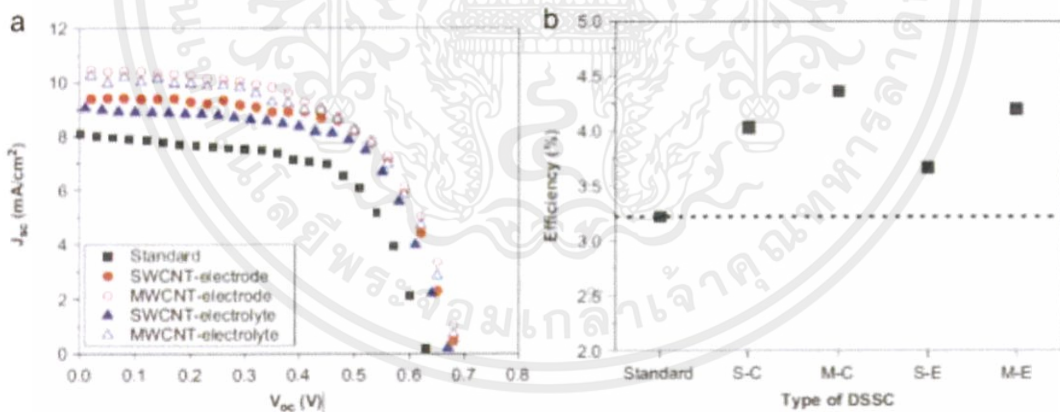 a
12
10
8
6
4
2
0
J_sc (mA/cm²)
Standard
SWCNT-electrode
MWCNT-electrode
SWCNT-electrolyte
MWCNT-electrolyte
0.0 0.1 0.2 0.3 0.4 0.5 0.6 0.7 0.8
V_oc (V)
b
5.0
4.5
4.0
3.5
3.0
2.5
2.0
Efficiency (%)
Standard S-C M-C S-E M-E
Type of DSSC